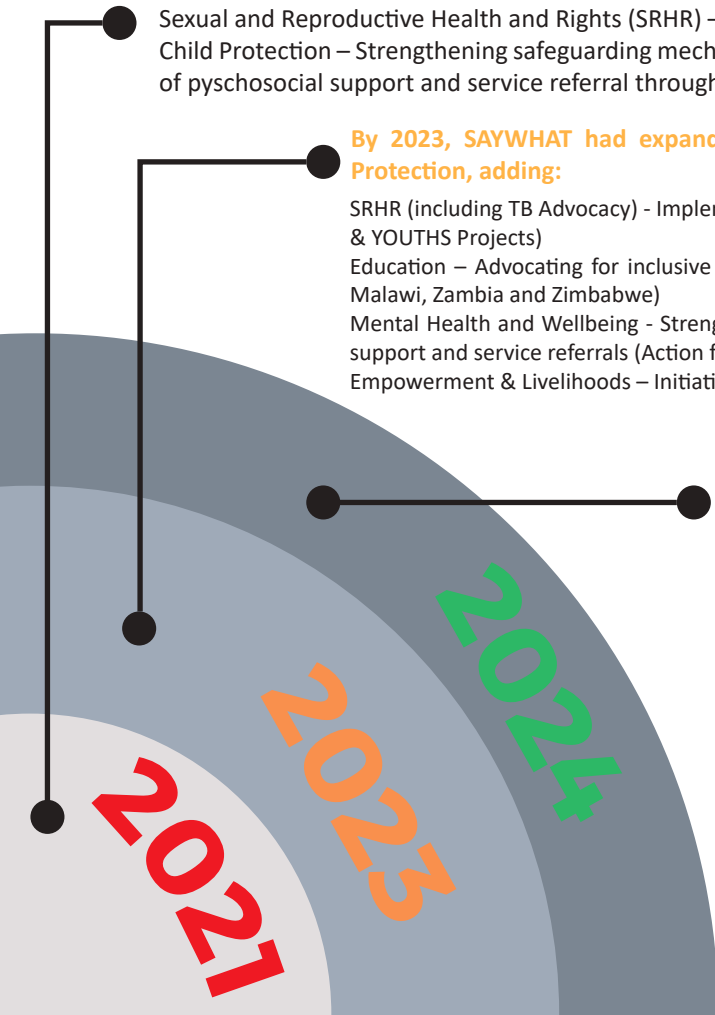 Sexual and Reproductive Health and Rights (SRHR) –
Child Protection – Strengthening safeguarding mech
of pyschosocial support and service referral through
By 2023, SAYWHAT had expand
Protection, adding:
SRHR (including TB Advocacy) - Impler
& YOUTHS Projects)
Education – Advocating for inclusive
Malawi, Zambia and Zimbabwe)
Mental Health and Wellbeing - Streng
support and service referrals (Action f
Empowerment & Livelihoods – Initiati
2024
2023
2021